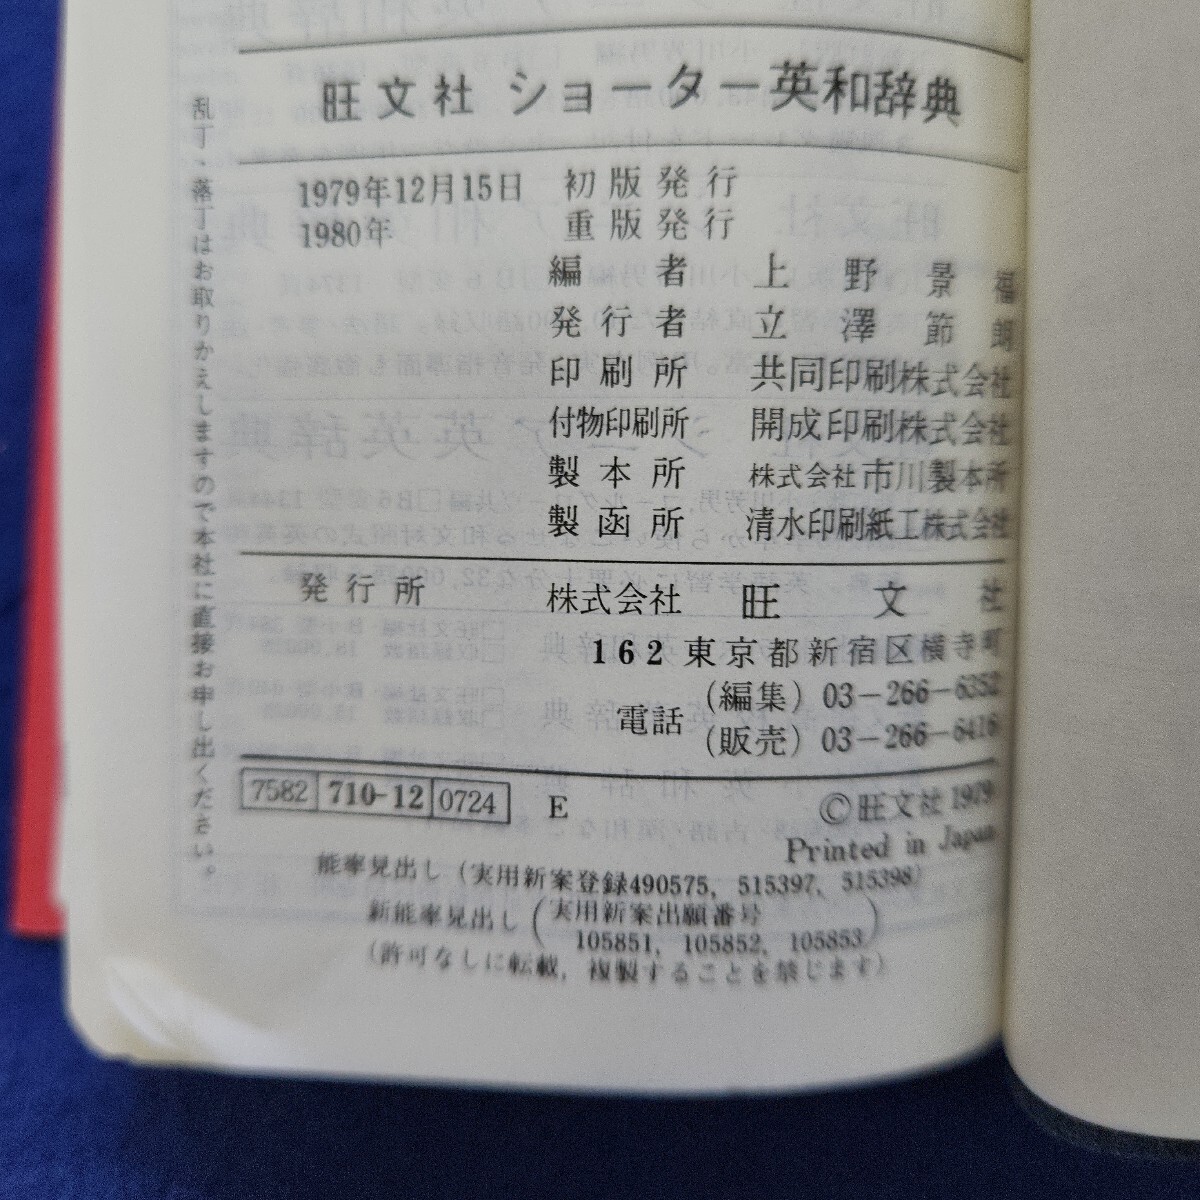 旺文社 ショーター英和辞典
1979年12月15日 初版発行
1980年 重版発行
編者 上野景福
発行者 立澤節朗
印刷所 共同印刷株式会社
付物印刷所 開成印刷株式会社
製本所 株式会社市川製本所
製函所 清水印刷紙工株式会社
発行所 株式会社 旺文社
162 東京都新宿区横寺町
電話 (編集) 03-266-6352
(販売) 03-266-6416
7582 710-12 0724 E
©旺文社 1979
Printed in Japan
能率見出し (実用新案登録490575, 515397, 515398)
新能率見出し (実用新案出願番号
105851, 105852, 105853)
(許可なしに転載, 複製することを禁じます)
乱丁・落丁はお取りかえしますので本社に直接お申し出ください。